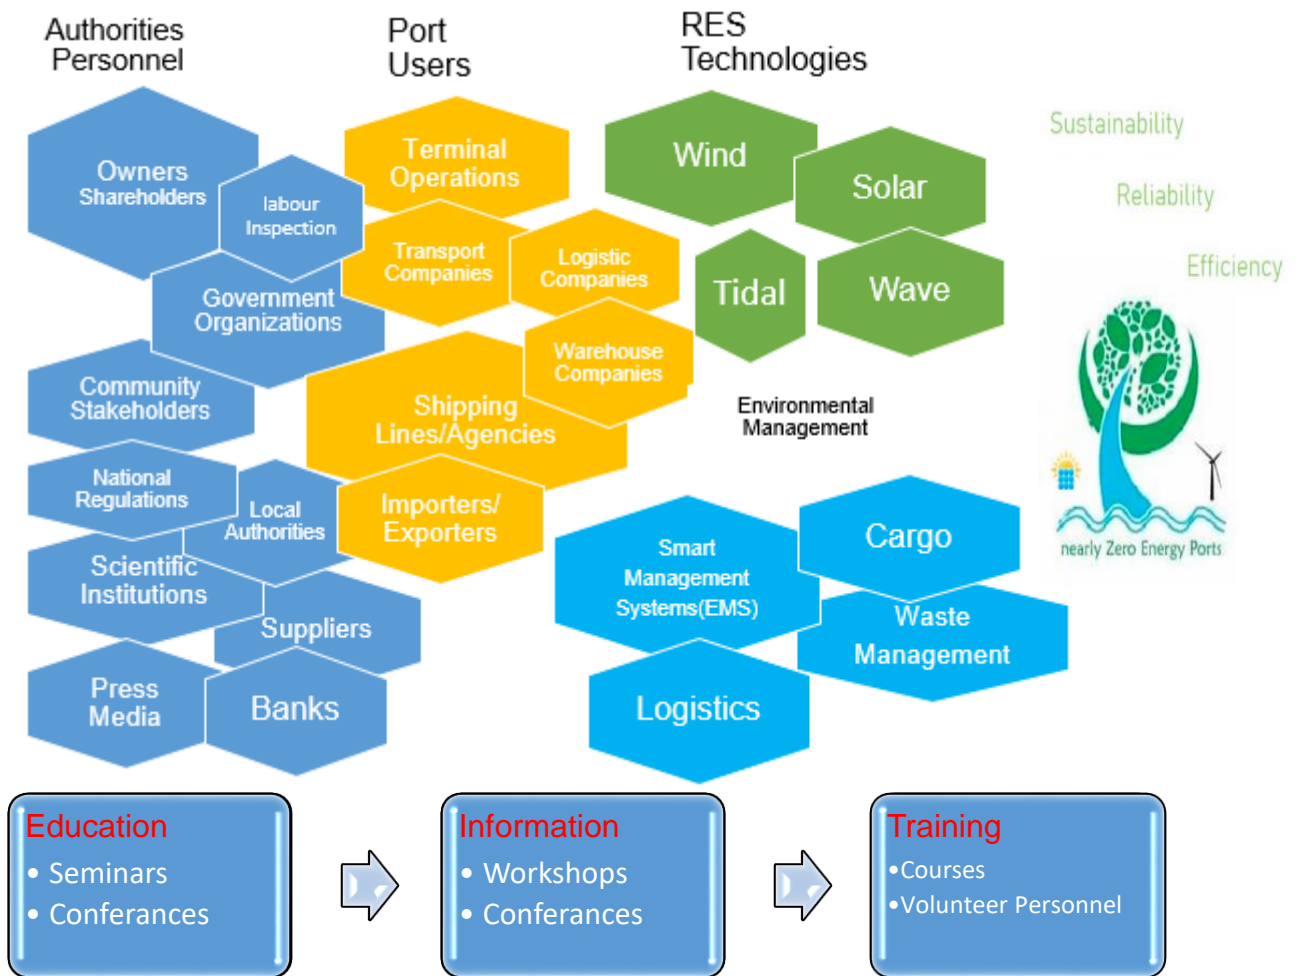 Authorities
Personnel
Port
Users
RES
Technologies
Owners
Shareholders
labour
Inspection
Government
Organizations
Community
Stakeholders
National
Regulations
Local
Authorities
Scientific
Institutions
Suppliers
Press
Media
Banks
Terminal
Operations
Transport
Companies
Logistic
Companies
Warehouse
Companies
Shipping
Lines/Agencies
Importers/
Exporters
Wind
Solar
Tidal
Wave
Environmental
Management
Smart
Management
Systems(EMS)
Cargo
Waste
Management
Logistics
Sustainability
Reliability
Efficiency
nearly Zero Energy Ports
Education
• Seminars
• Conferances
Information
• Workshops
• Conferances
Training
•Courses
•Volunteer Personnel